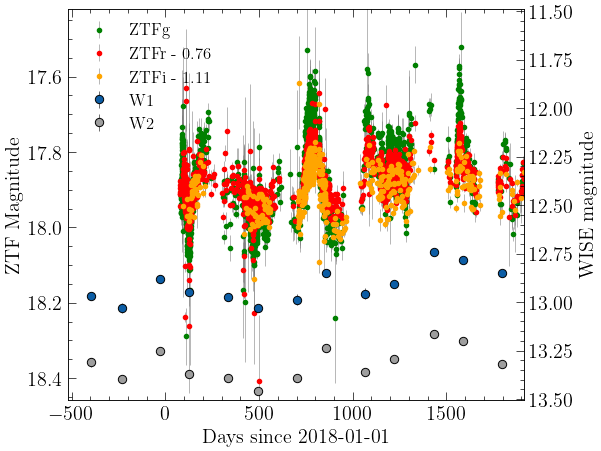 ZTFg
ZTFr - 0.76
ZTFi - 1.11
W1
W2
ZTF Magnitude
17.6
17.8
18.0
18.2
18.4
WISE magnitude
11.50
11.75
12.00
12.25
12.50
12.75
13.00
13.25
13.50
−500 0 500 1000 1500
Days since 2018-01-01